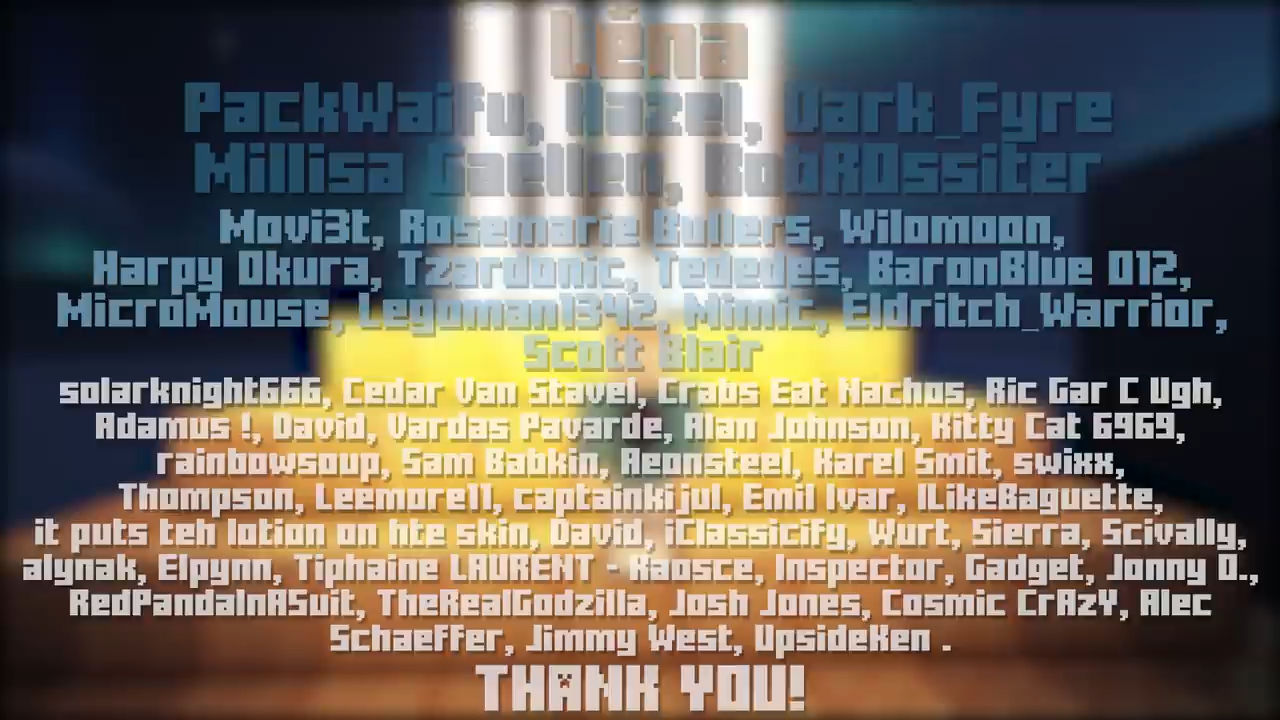 Léna
PackWaifu, Hazel, Dark_Fyre
Millisa Gaellen, BobR0ssiter
Movi3t, Rosemarie Bullers, Wilomoon,
Harpy Okura, Tzardonic, Tededes, BaronBlue 012,
MicroMouse, Legoman1342, Mimic, Eldritch_Warrior,
Scott Blair
solarknight666, Cedar Van Stavel, Crabs Eat Nachos, Ric Gar C Ugh,
Adamus !, David, Vardas Pavarde, Alan Johnson, Kitty Cat 6969,
rainbowsoup, Sam Babkin, Aeonsteel, Karel Smit, swixx,
Thompson, Leemore11, captainkijul, Emil Ivar, ILikeBaguette,
it puts teh lotion on hte skin, David, iClassicify, Wurt, Sierra, Scivally,
alynak, Elpynn, Tiphaine LAURENT - Kaosce, Inspector, Gadget, Jonny O.,
RedPandaInASuit, TheRealGodzilla, Josh Jones, Cosmic CrAzY, Alec
Schaeffer, Jimmy West, UpsideKen .
THANK YOU!